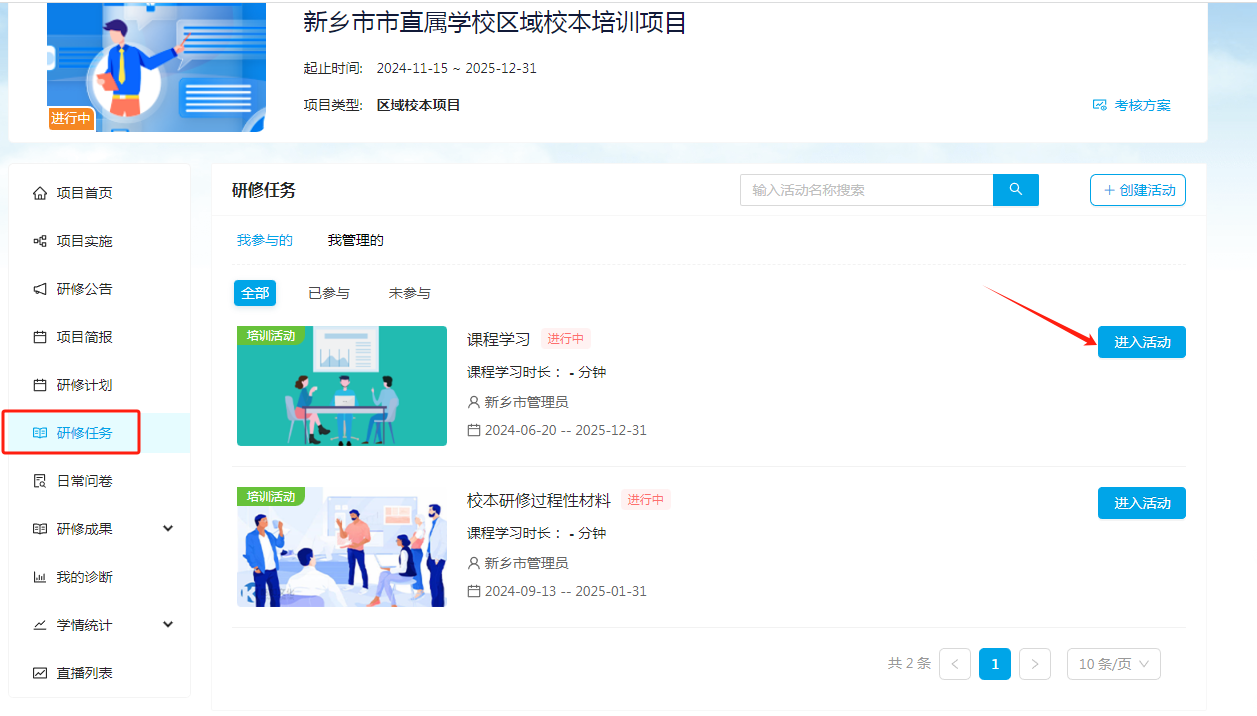 新乡市市直属学校区域校本培训项目
起止时间: 2024-11-15 ~ 2025-12-31
进行中
项目类型: 区域校本项目
考核方案
项目首页
项目实施
研修公告
项目简报
研修计划
研修任务
日常问卷
研修成果
我的诊断
学情统计
直播列表
研修任务
输入活动名称搜索
+ 创建活动
我参与的 我管理的
全部 已参与 未参与
培训活动
课程学习 进行中
进入活动
课程学习时长： - 分钟
新乡市管理员
2024-06-20 -- 2025-12-31
培训活动
校本研修过程性材料 进行中
进入活动
课程学习时长： - 分钟
新乡市管理员
2024-09-13 -- 2025-01-31
共 2 条 < 1 > 10 条/页